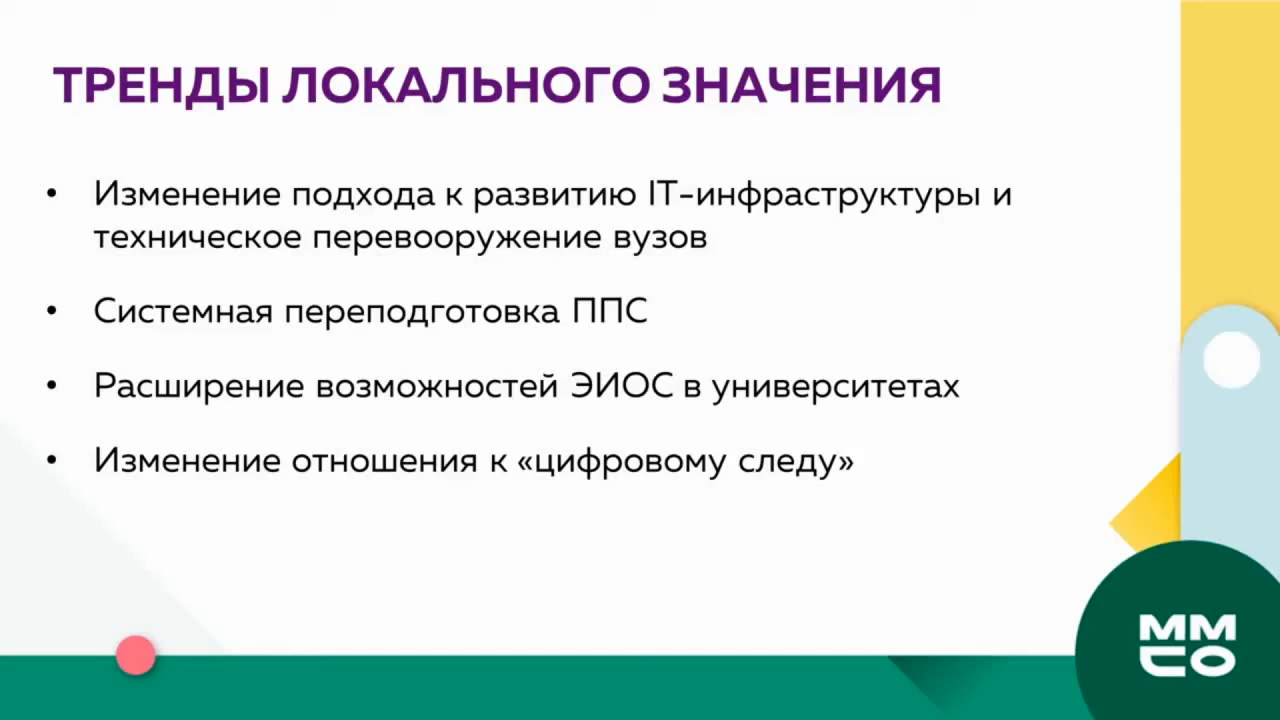 ТРЕНДЫ ЛОКАЛЬНОГО ЗНАЧЕНИЯ
• Изменение подхода к развитию IT-инфраструктуры и
техническое перевооружение вузов
• Системная переподготовка ППС
• Расширение возможностей ЭИОС в университетах
• Изменение отношения к «цифровому следу»
ММ
СО